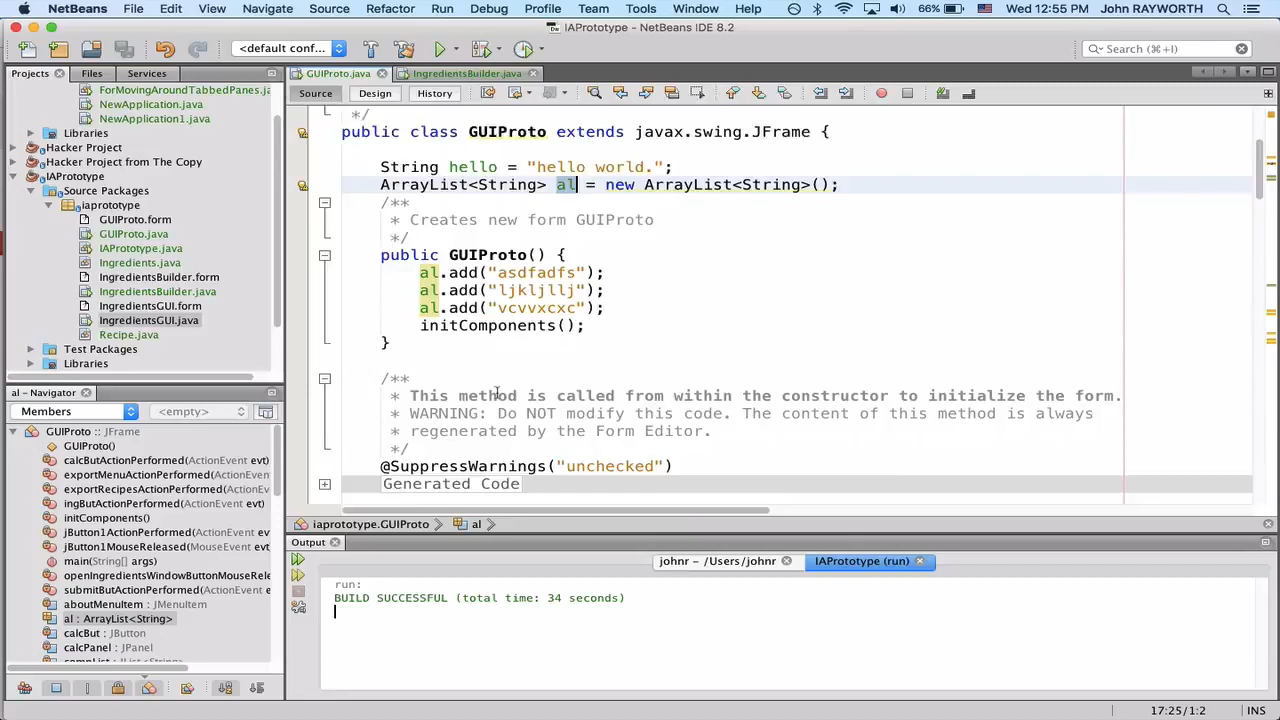 NetBeans File Edit View Navigate Source Refactor Run Debug Profile Team Tools Window Help 66% Wed 12:55 PM John RAYWORTH
IAPrototype - NetBeans IDE 8.2
<default conf... Search (⌘+I)
Projects Files Services
GUIProto.java IngredientsBuilder.java
Source Design History
ForMovingAroundTabbedPanes.ja
NewApplication.java
NewApplication1.java
Libraries
Hacker Project
Hacker Project from The Copy
IAPrototype
Source Packages
iaprototype
GUIProto.form
GUIProto.java
IAPrototype.java
Ingredients.java
IngredientsBuilder.form
IngredientsBuilder.java
IngredientsGUI.form
IngredientsGUI.java
Recipe.java
Test Packages
Libraries
*/
public class GUIProto extends javax.swing.JFrame {
String hello = "hello world.";
ArrayList<String> al = new ArrayList<String>();
/**
* Creates new form GUIProto
*/
public GUIProto() {
al.add("asdfadfs");
al.add("ljkljllj");
al.add("vcvvxcxc");
initComponents();
}
/**
* This method is called from within the constructor to initialize the form.
* WARNING: Do NOT modify this code. The content of this method is always
* regenerated by the Form Editor.
*/
@SuppressWarnings("unchecked")
Generated Code
iaprototype.GUIProto al
al - Navigator
Members <empty>
GUIProto :: JFrame
GUIProto()
calcButActionPerformed(ActionEvent evt)
exportMenuActionPerformed(ActionEvent
exportRecipesActionPerformed(ActionEve
ingButActionPerformed(ActionEvent evt)
initComponents()
jButton1ActionPerformed(ActionEvent evt
jButton1MouseReleased(MouseEvent evt)
main(String[] args)
openIngredientsWindowButtonMouseRele
submitButActionPerformed(ActionEvent e
aboutMenuItem : JMenuItem
al : ArrayList<String>
calcBut : JButton
calcPanel : JPanel
compList : JList<String>
Output
johnr - /Users/johnr IAPrototype (run)
run:
BUILD SUCCESSFUL (total time: 34 seconds)
17:25/1:2 INS